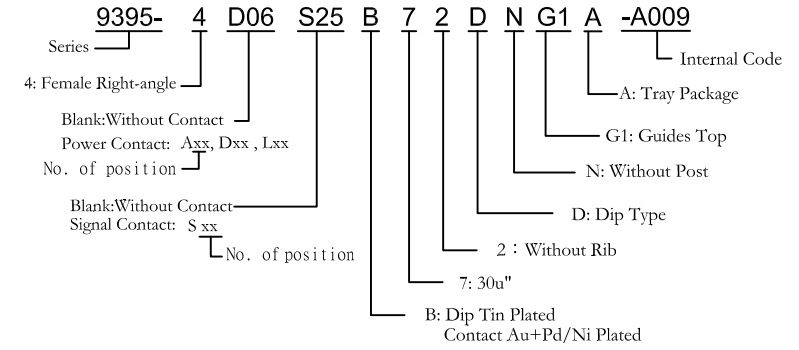 9395- 4 D06 S25 B 7 2 D N G1 A -A009
Series
Internal Code
4: Female Right-angle
A: Tray Package
Blank:Without Contact
Power Contact: Axx, Dxx , Lxx
G1: Guides Top
No. of position
N: Without Post
Blank:Without Contact
Signal Contact: S xx
D: Dip Type
No. of position
2：Without Rib
7: 30u"
B: Dip Tin Plated
Contact Au+Pd/Ni Plated